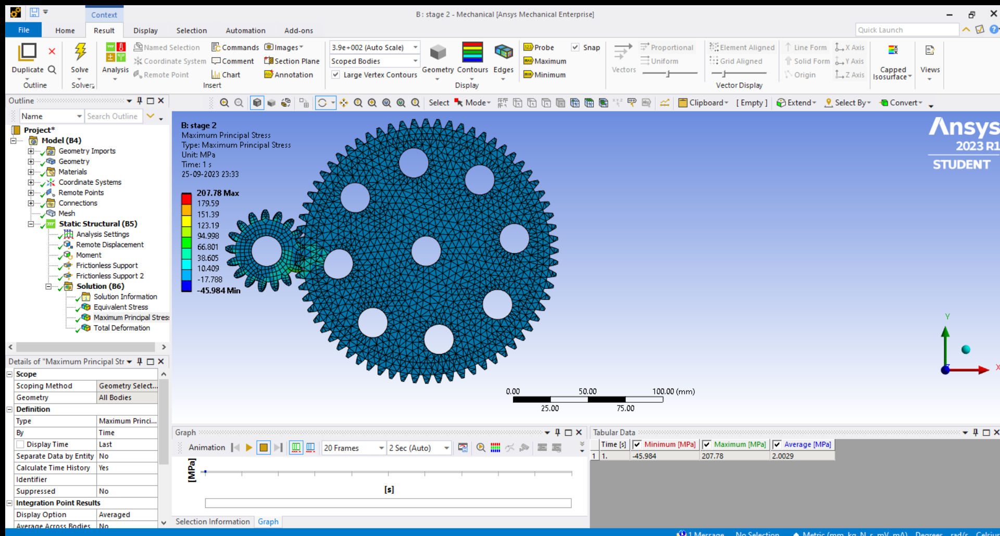 Context
B: stage 2 - Mechanical [Ansys Mechanical Enterprise]
File Home Result Display Selection Automation Add-ons
Quick Launch
Duplicate
Outline
Solve
Solver
Analysis
Named Selection
Coordinate System
Remote Point
Commands
Comment
Chart
Images
Section Plane
Annotation
Insert
3.9e+002 (Auto Scale)
Scoped Bodies
Large Vertex Contours
Geometry Contours Edges
Display
Probe
Maximum
Minimum
Snap
Vectors
Proportional
Uniform
Element Aligned
Grid Aligned
Line Form
Solid Form
Origin
X Axis
Y Axis
Z Axis
Vector Display
Capped
Isosurface
Views
Outline
Name Search Outline
Select Mode Clipboard [ Empty ] Extend Select By Convert
Project*
Model (B4)
Geometry Imports
Geometry
Materials
Coordinate Systems
Remote Points
Connections
Mesh
Static Structural (B5)
Analysis Settings
Remote Displacement
Moment
Frictionless Support
Frictionless Support 2
Solution (B6)
Solution Information
Equivalent Stress
Maximum Principal Stress
Total Deformation
B: stage 2
Maximum Principal Stress
Type: Maximum Principal Stress
Unit: MPa
Time: 1 s
25-09-2023 23:33
207.78 Max
179.59
151.39
123.19
94.998
66.801
38.605
10.409
-17.788
-45.984 Min
Ansys
2023 R1
STUDENT
Y
X
Z
0.00 50.00 100.00 (mm)
25.00 75.00
Details of "Maximum Principal Str
Scope
Scoping Method Geometry Select...
Geometry All Bodies
Definition
Type Maximum Princi...
By Time
Display Time Last
Separate Data by Entity No
Calculate Time History Yes
Identifier
Suppressed No
Integration Point Results
Display Option Averaged
Average Across Bodies No
Graph
Animation 20 Frames 2 Sec (Auto)
[MPa]
[s]
Selection Information Graph
Tabular Data
Time [s] Minimum [MPa] Maximum [MPa] Average [MPa]
1 1. -45.984 207.78 2.0029
1 Message No Selection Metric (mm, kg, N, s, mV, mA) Degrees rad/s Celsius